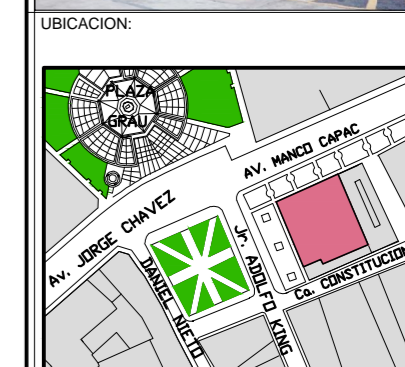 UBICACION:
PLAZA
GRAU
AV. MANCO CAPAC
AV. JORGE CHAVEZ
Jr. ADOLFO KING
DANIEL NIETO
Ca. CONSTITUCION